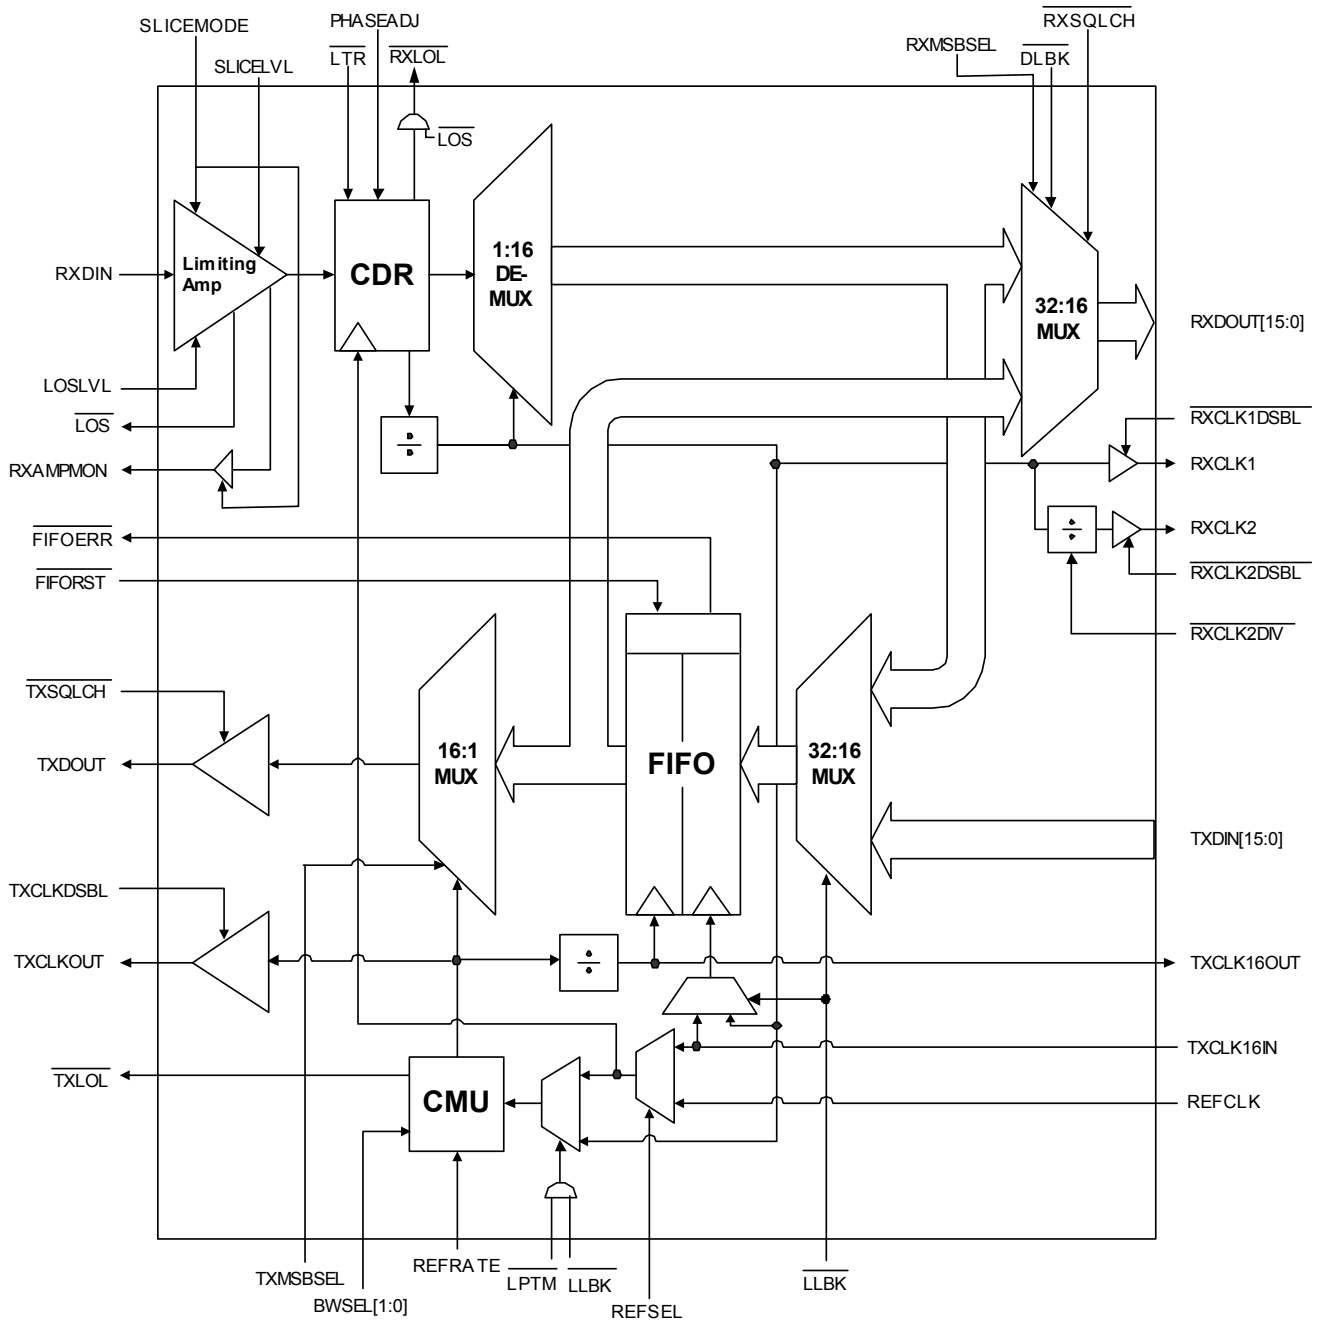 SLICEMODE
PHASEADJ
RXSQLCH
SLICELVL
LTR
RXLOL
RXMSBSEL
DLBK
LOS
RXDIN
Limiting
Amp
CDR
1:16
DE-
MUX
32:16
MUX
RXDOUT[15:0]
LOSLVL
LOS
RXAMPMON
÷
RXCLK1DSBL
RXCLK1
FIFOERR
÷
RXCLK2
FIFORST
RXCLK2DSBL
RXCLK2DIV
TXSQLCH
TXDOUT
16:1
MUX
FIFO
32:16
MUX
TXDIN[15:0]
TXCLKDSBL
TXCLKOUT
÷
TXCLK16OUT
TXCLK16IN
TXLOL
CMU
REFCLK
TXMSBSEL
REFRATE
LPTM
LLBK
LLBK
BWSEL[1:0]
REFSEL